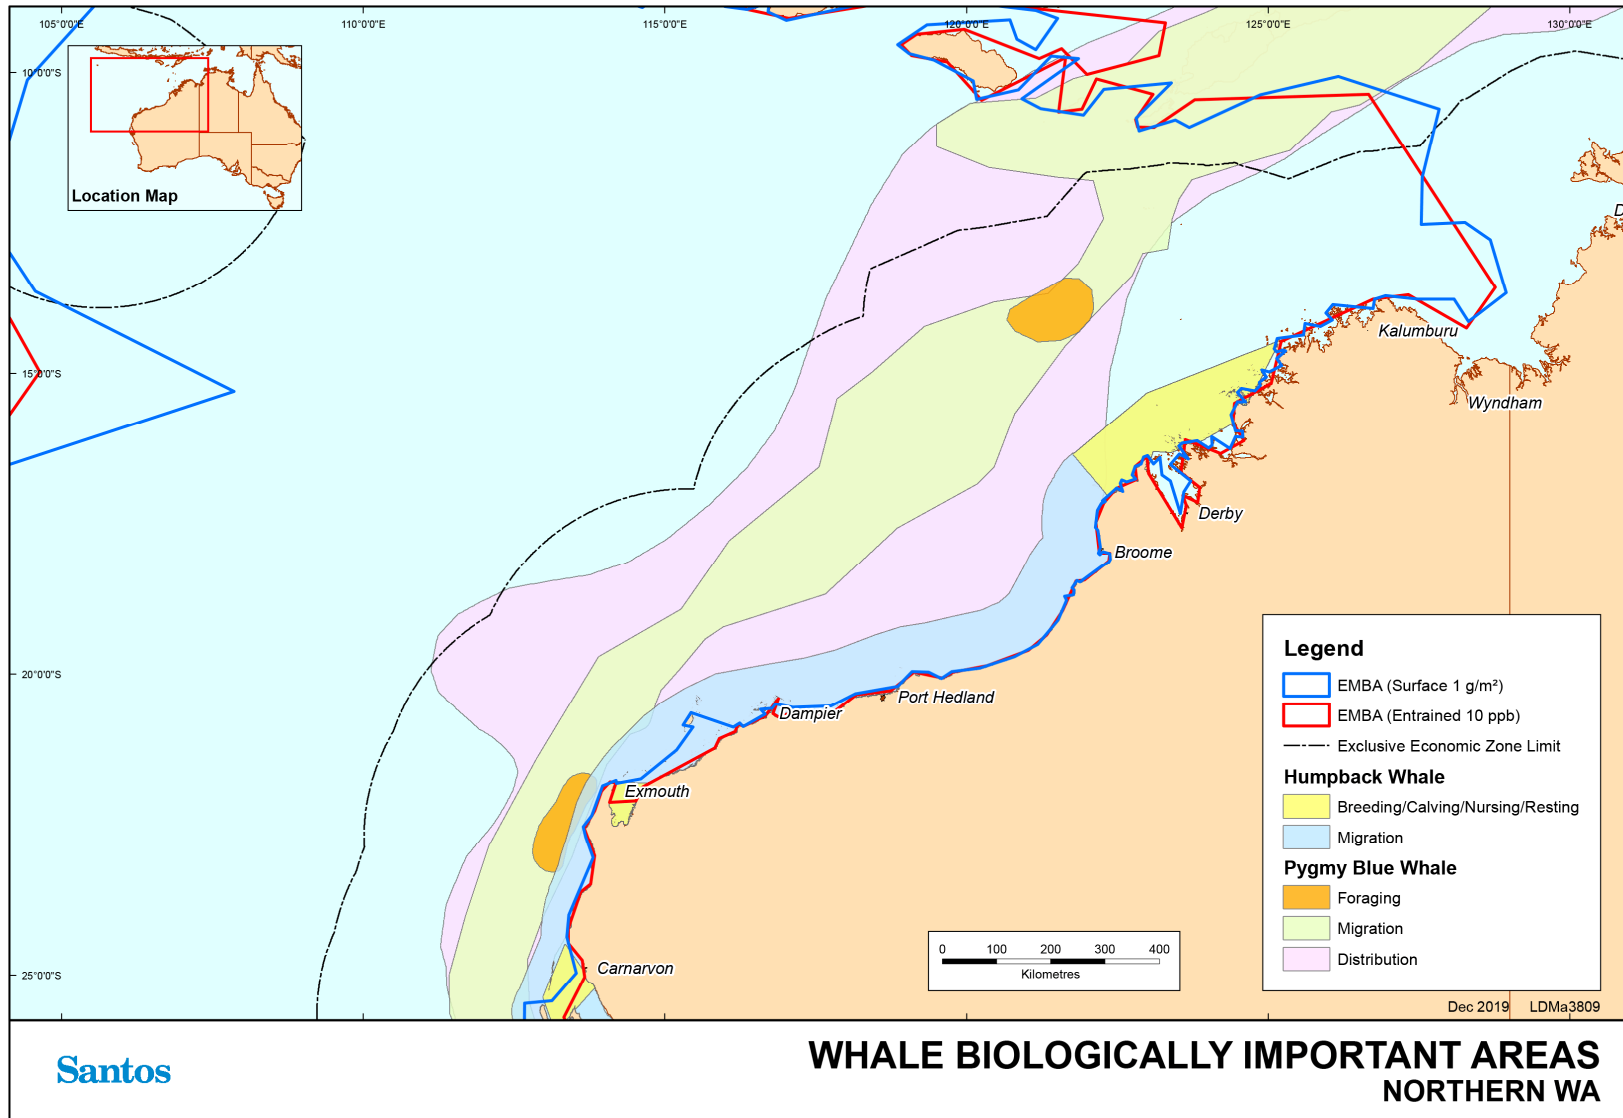 105°0'0"E
110°0'0"E
115°0'0"E
120°0'0"E
125°0'0"E
130°0'0"E
10°0'0"S
15°0'0"S
20°0'0"S
25°0'0"S
Location Map
D
Kalumburu
Wyndham
Derby
Broome
Port Hedland
Dampier
Exmouth
Carnarvon
Legend
EMBA (Surface 1 g/m²)
EMBA (Entrained 10 ppb)
Exclusive Economic Zone Limit
Humpback Whale
Breeding/Calving/Nursing/Resting
Migration
Pygmy Blue Whale
Foraging
Migration
Distribution
0 100 200 300 400
Kilometres
Dec 2019 LDMa3809
Santos
WHALE BIOLOGICALLY IMPORTANT AREAS
NORTHERN WA